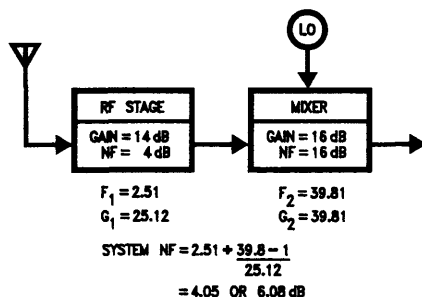 LO
RF STAGE
MIXER
GAIN = 14 dB
NF = 4 dB
GAIN = 16 dB
NF = 16 dB
F1 = 2.51
G1 = 25.12
F2 = 39.81
G2 = 39.81
SYSTEM NF = 2.51 + 39.8 – 1
25.12
= 4.05 OR 6.08 dB